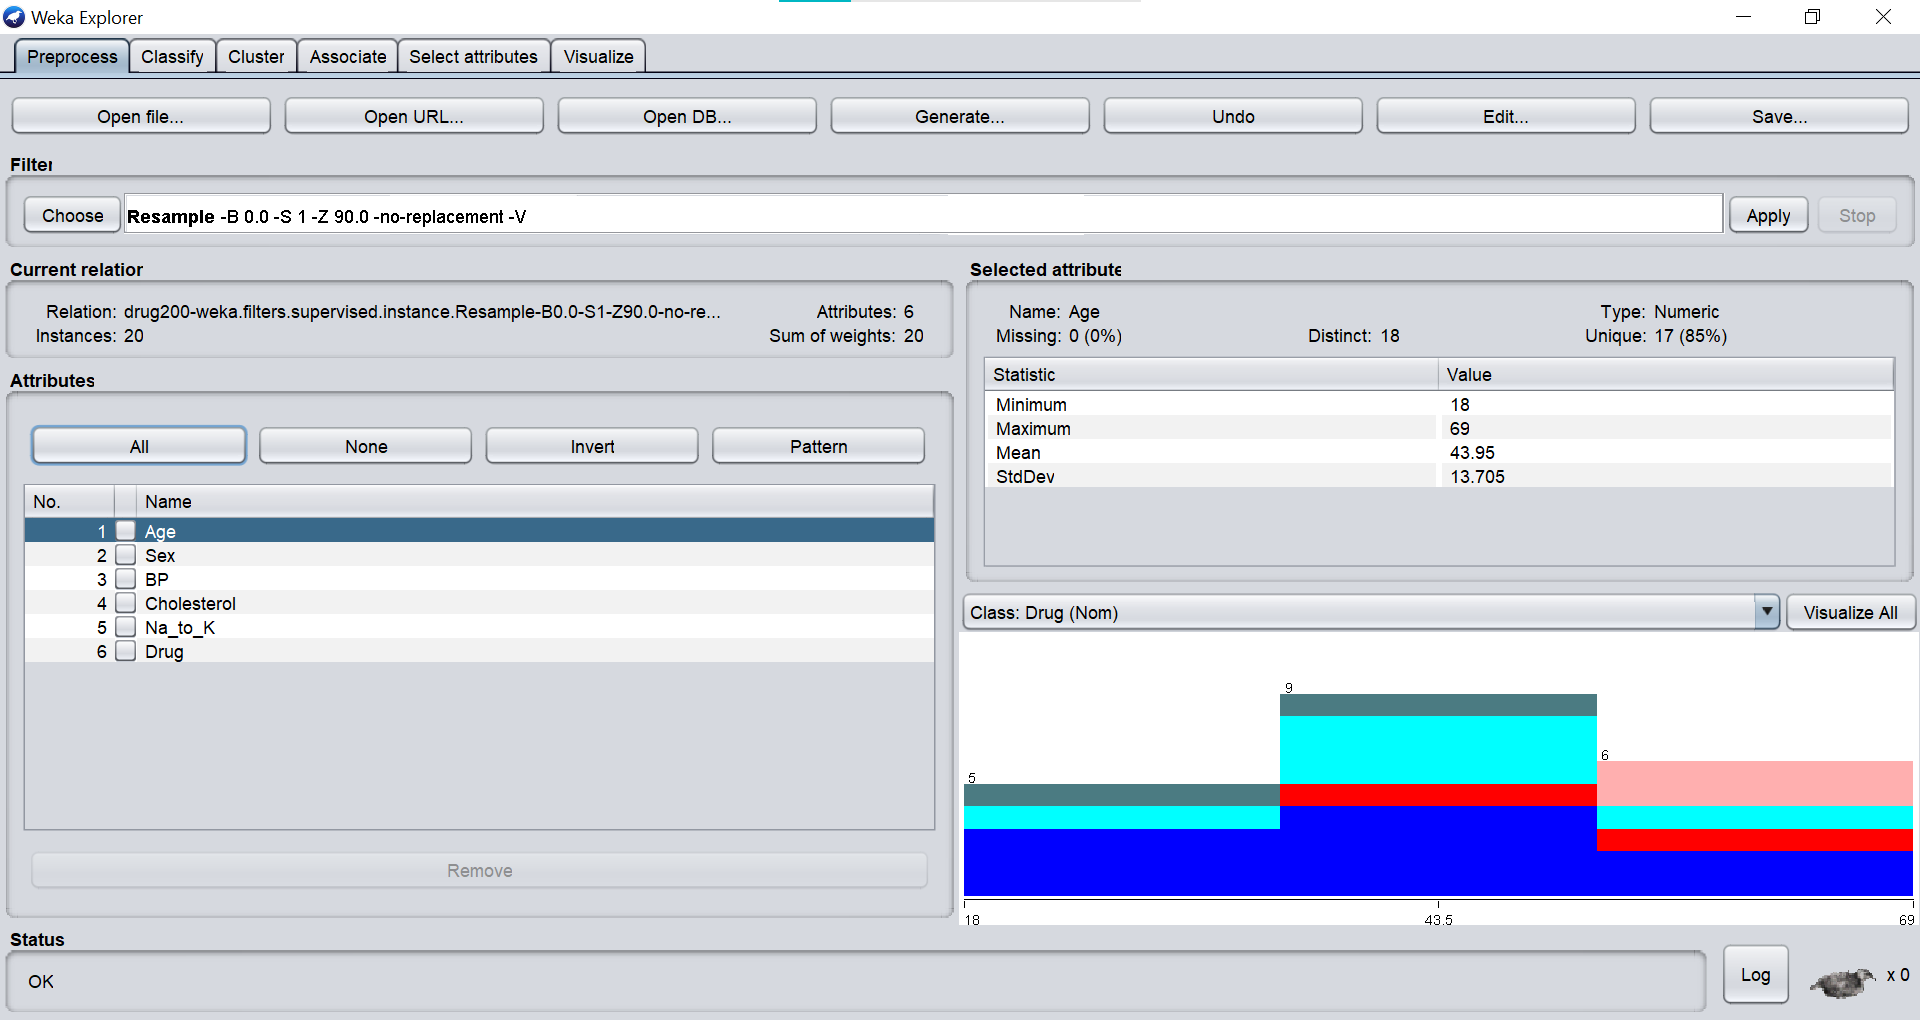 Weka Explorer
Preprocess Classify Cluster Associate Select attributes Visualize
Open file... Open URL... Open DB... Generate... Undo Edit... Save...
Filter
Choose Resample -B 0.0 -S 1 -Z 90.0 -no-replacement -V Apply Stop
Current relation
Relation: drug200-weka.filters.supervised.instance.Resample-B0.0-S1-Z90.0-no-re... Attributes: 6
Instances: 20 Sum of weights: 20
Attributes
All None Invert Pattern
No. Name
1 Age
2 Sex
3 BP
4 Cholesterol
5 Na_to_K
6 Drug
Remove
Selected attribute
Name: Age Type: Numeric
Missing: 0 (0%) Distinct: 18 Unique: 17 (85%)
Statistic Value
Minimum 18
Maximum 69
Mean 43.95
StdDev 13.705
Class: Drug (Nom) Visualize All
9
6
5
18 43.5 69
Status
OK
Log x 0